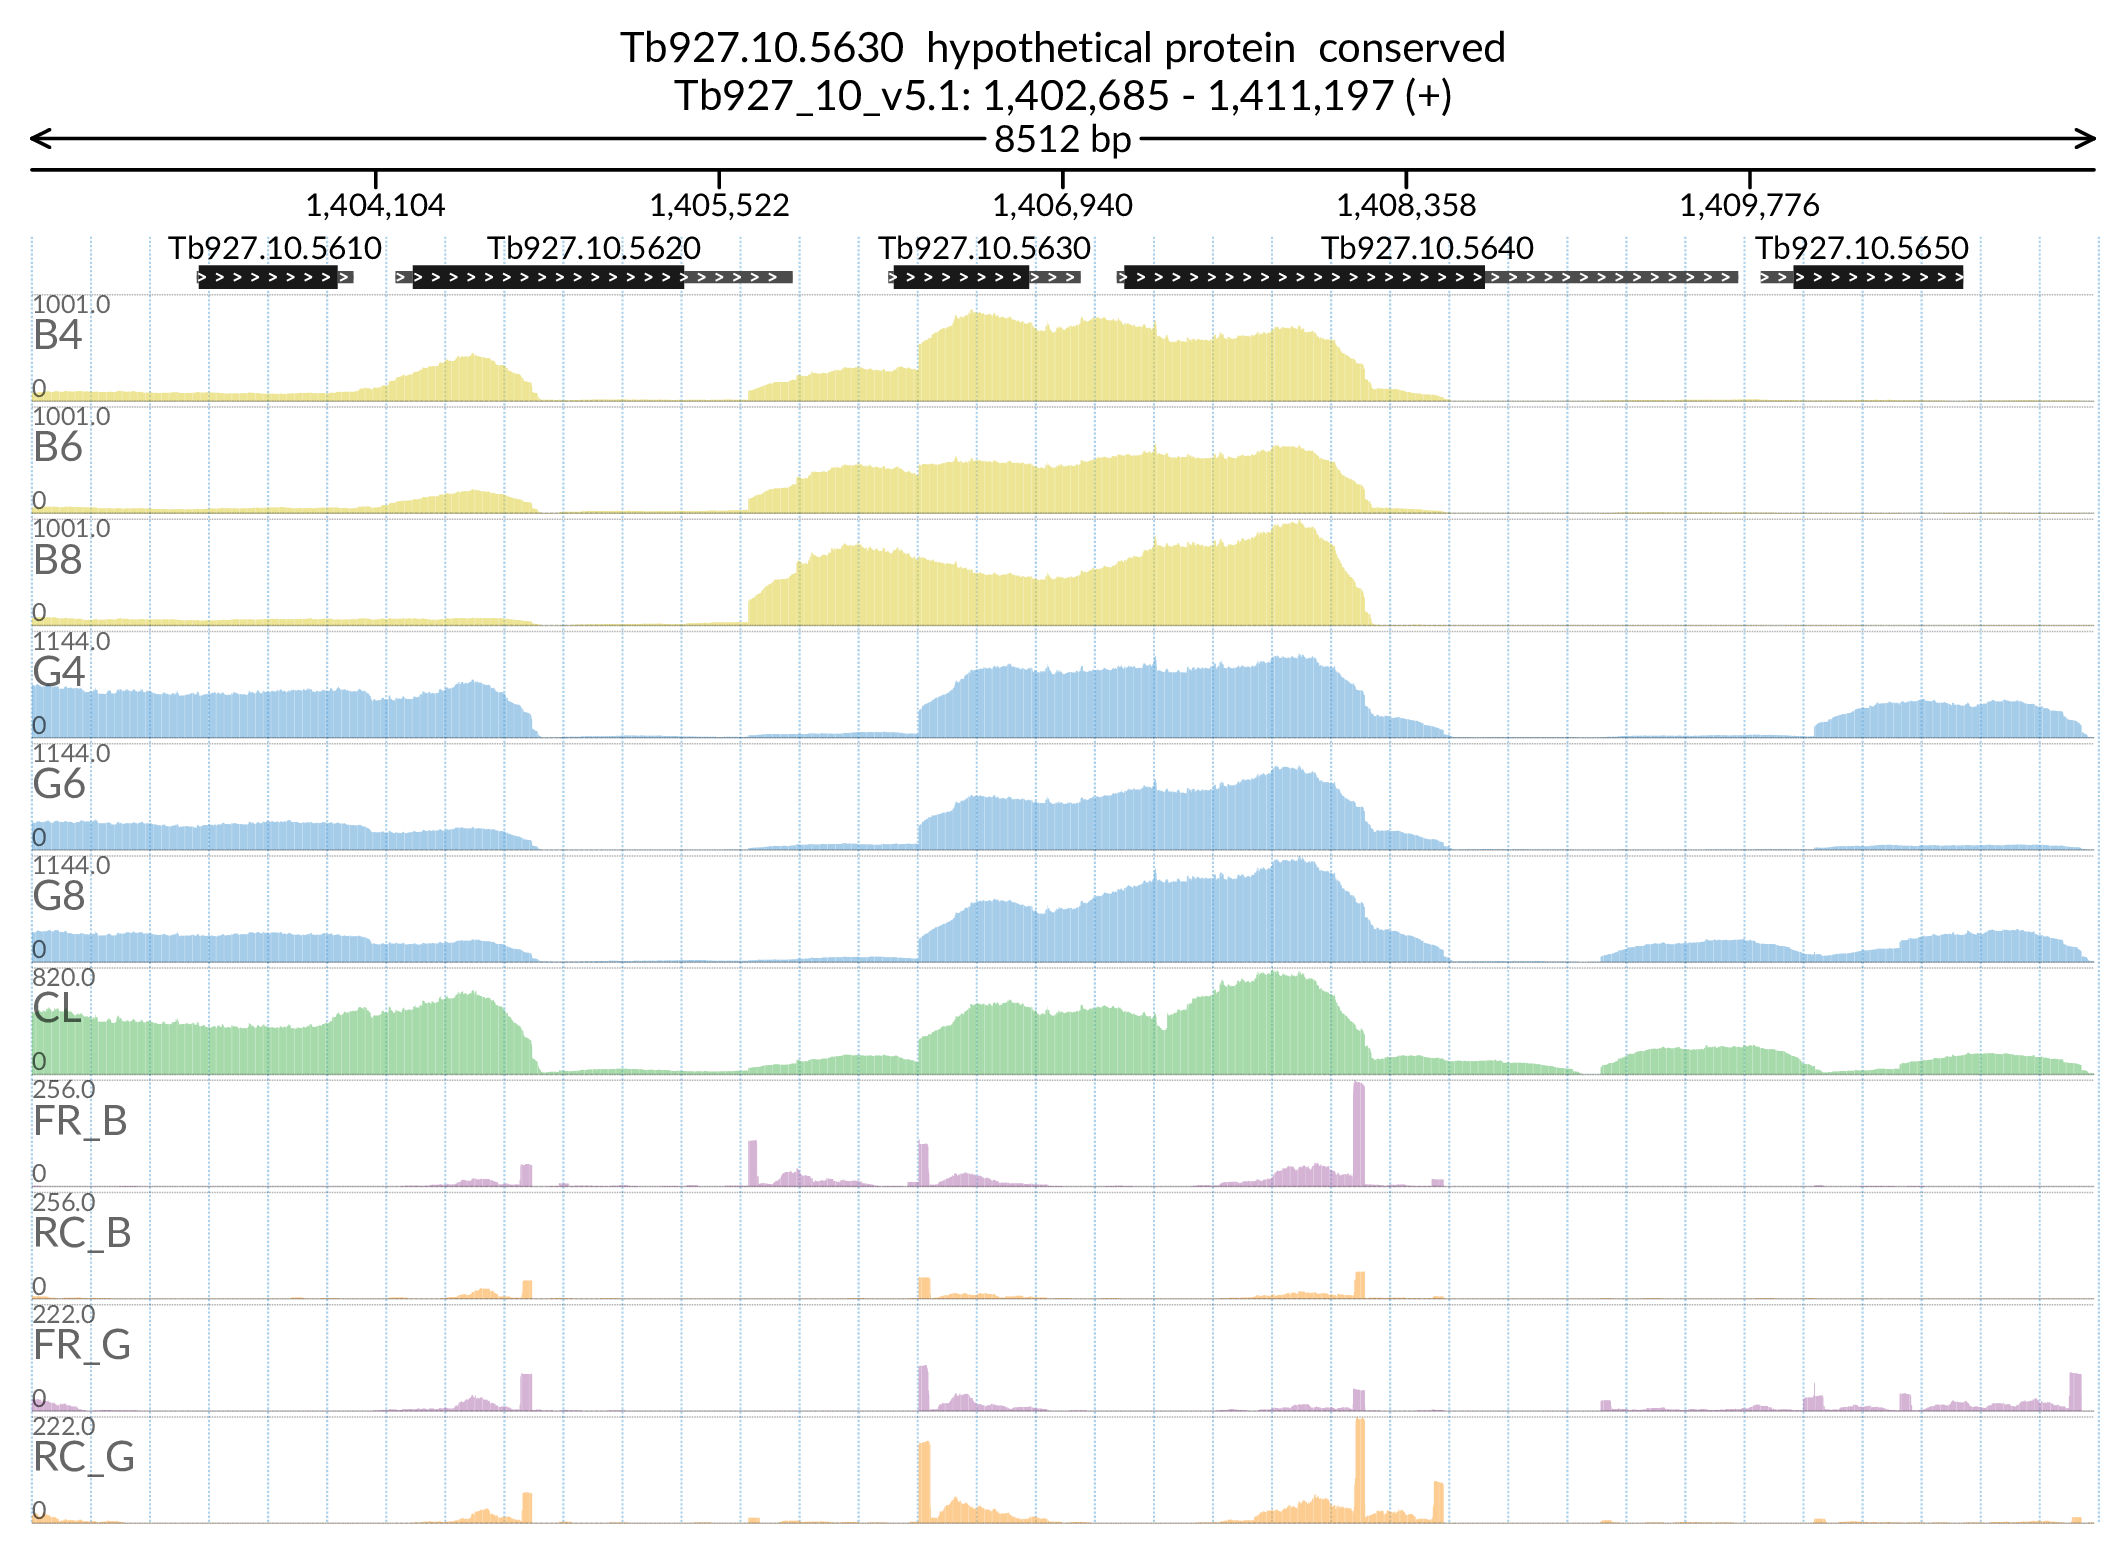 Tb927.10.5630 hypothetical protein conserved
Tb927_10_v5.1: 1,402,685 - 1,411,197 (+)
8512 bp
1,404,104 1,405,522 1,406,940 1,408,358 1,409,776
Tb927.10.5610 Tb927.10.5620 Tb927.10.5630 Tb927.10.5640 Tb927.10.5650
1001.0
B4
0
1001.0
B6
0
1001.0
B8
0
1144.0
G4
0
1144.0
G6
0
1144.0
G8
0
820.0
CL
0
256.0
FR_B
0
256.0
RC_B
0
222.0
FR_G
0
222.0
RC_G
0